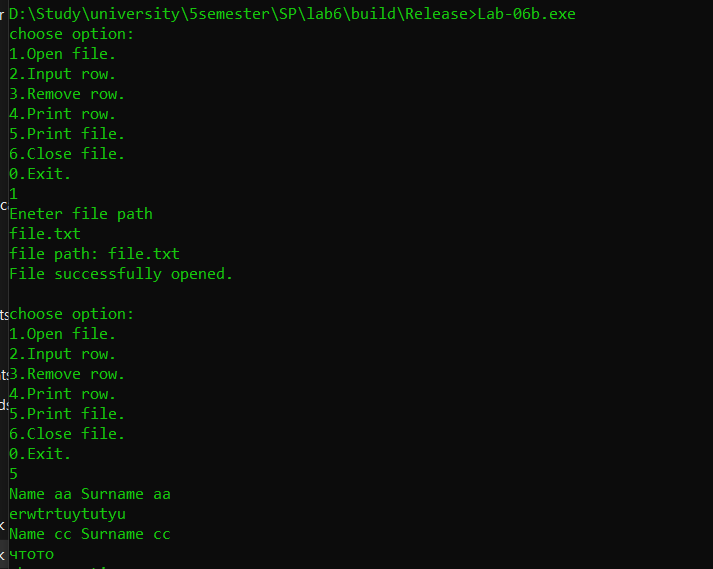 D:\Study\university\5semester\SP\lab6\build\Release>Lab-06b.exe
choose option:
1.Open file.
2.Input row.
3.Remove row.
4.Print row.
5.Print file.
6.Close file.
0.Exit.
1
Eneter file path
file.txt
file path: file.txt
File successfully opened.
choose option:
1.Open file.
2.Input row.
3.Remove row.
4.Print row.
5.Print file.
6.Close file.
0.Exit.
5
Name aa Surname aa
erwtrtuytutyu
Name cc Surname cc
чтото